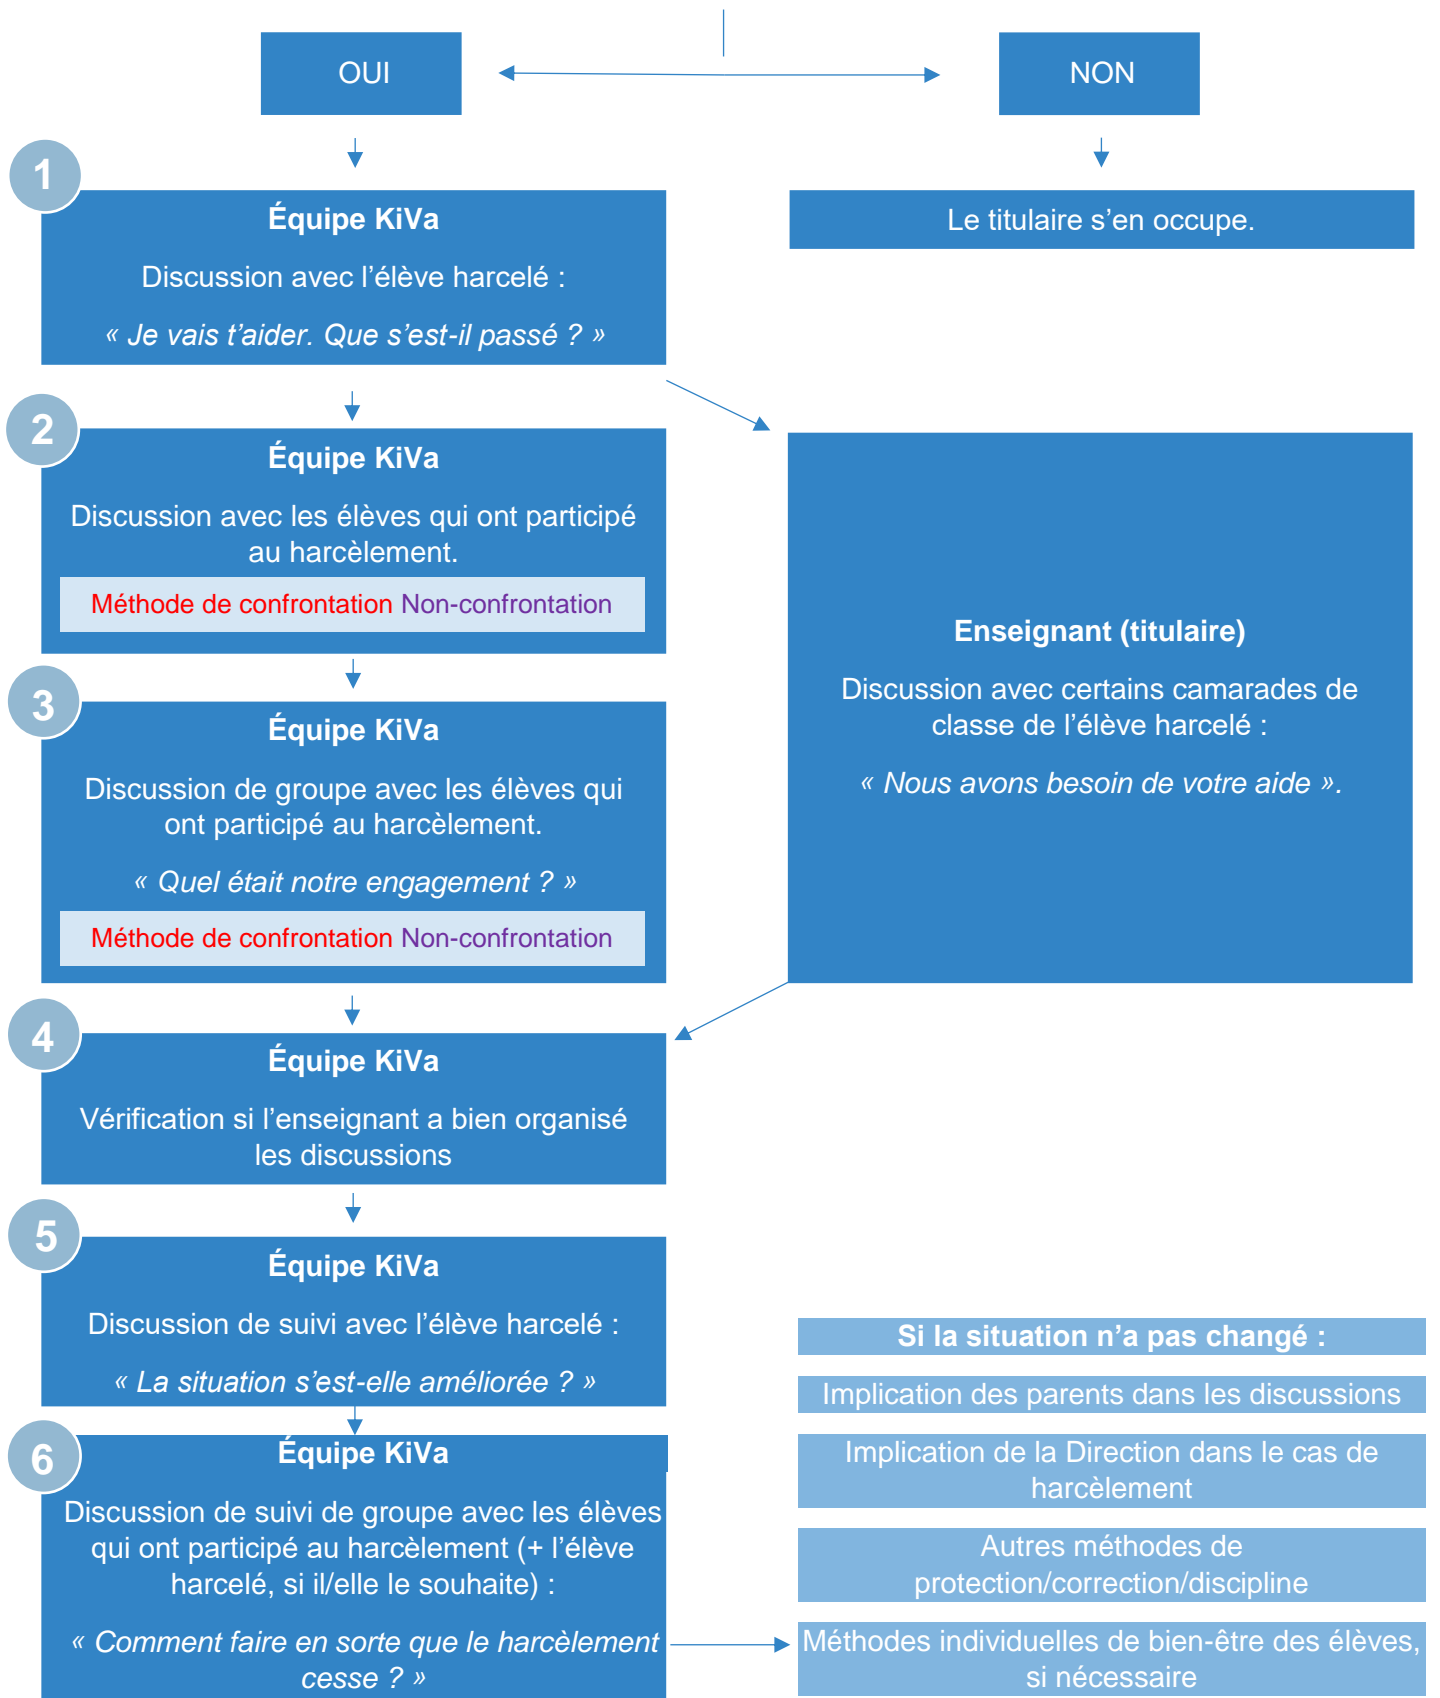 OUI
NON
1
Équipe KiVa
Discussion avec l’élève harcelé :
« Je vais t’aider. Que s’est-il passé ? »
Le titulaire s’en occupe.
2
Équipe KiVa
Discussion avec les élèves qui ont participé
au harcèlement.
Méthode de confrontation Non-confrontation
3
Équipe KiVa
Discussion de groupe avec les élèves qui
ont participé au harcèlement.
« Quel était notre engagement ? »
Méthode de confrontation Non-confrontation
Enseignant (titulaire)
Discussion avec certains camarades de
classe de l’élève harcelé :
« Nous avons besoin de votre aide ».
4
Équipe KiVa
Vérification si l’enseignant a bien organisé
les discussions
5
Équipe KiVa
Discussion de suivi avec l’élève harcelé :
« La situation s’est-elle améliorée ? »
6
Équipe KiVa
Discussion de suivi de groupe avec les élèves
qui ont participé au harcèlement (+ l’élève
harcelé, si il/elle le souhaite) :
« Comment faire en sorte que le harcèlement
cesse ? »
Si la situation n’a pas changé :
Implication des parents dans les discussions
Implication de la Direction dans le cas de
harcèlement
Autres méthodes de
protection/correction/discipline
Méthodes individuelles de bien-être des élèves,
si nécessaire